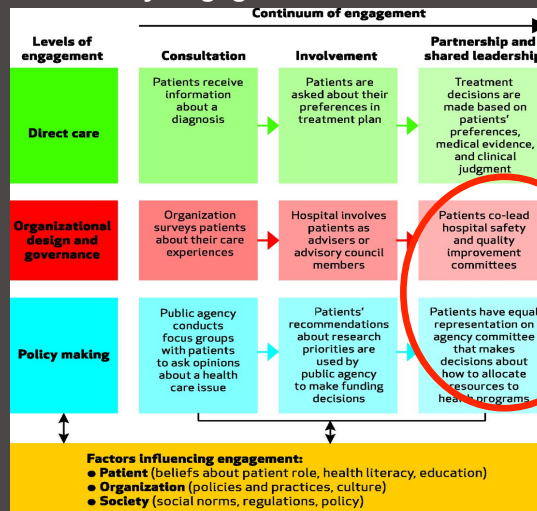 Continuum of engagement
Levels of
engagement
Consultation
Involvement
Partnership and
shared leadership
Direct care
Patients receive
information
about a
diagnosis
Patients are
asked about their
preferences in
treatment plan
Treatment
decisions are
made based on
patients'
preferences,
medical evidence,
and clinical
judgment
Organizational
design and
governance
Organization
surveys patients
about their care
experiences
Hospital involves
patients as
advisers or
advisory council
members
Patients co-lead
hospital safety
and quality
improvement
committees
Policy making
Public agency
conducts
focus groups
with patients
to ask opinions
about a health
care issue
Patients'
recommendations
about research
priorities are
used by
public agency
to make funding
decisions
Patients have equal
representation on
agency committee
that makes
decisions about
how to allocate
resources to
health programs
Factors influencing engagement:
● Patient (beliefs about patient role, health literacy, education)
● Organization (policies and practices, culture)
● Society (social norms, regulations, policy)